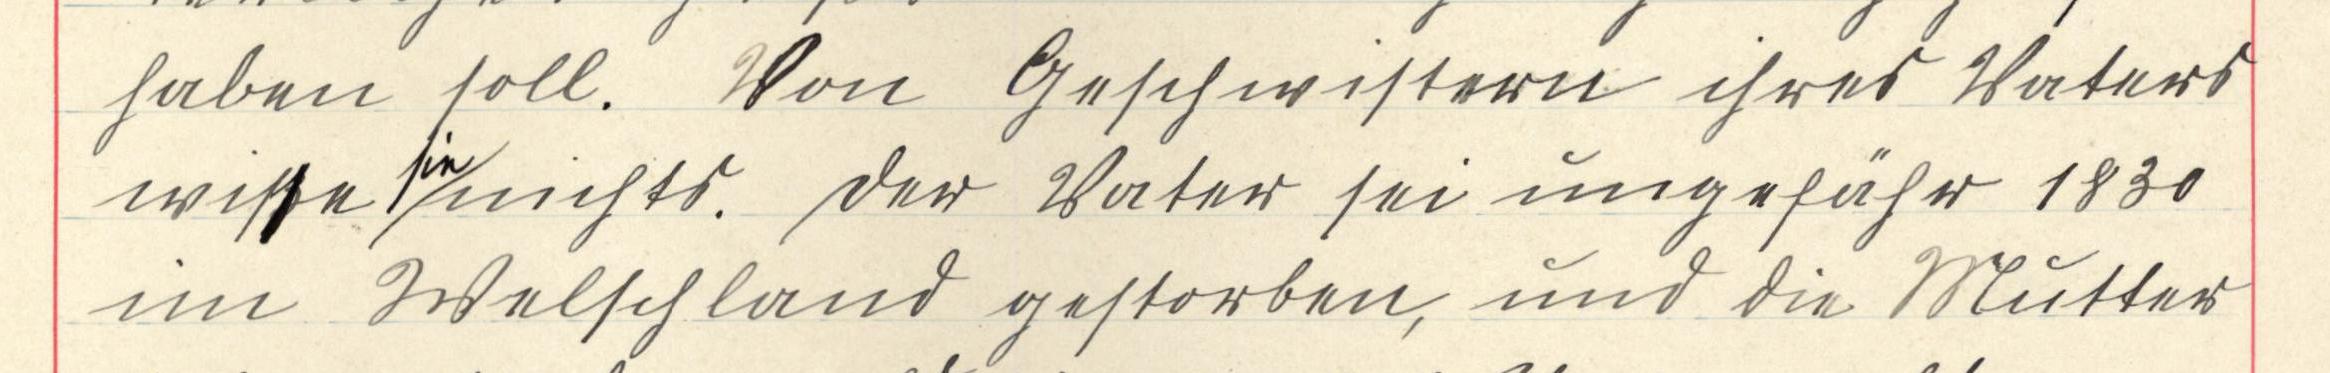 haben soll. Von Geschwistern ihres Vaters
wisse sie nichts. Der Vater sei ungefähr 1830
im Welschland gestorben, und die Mutter